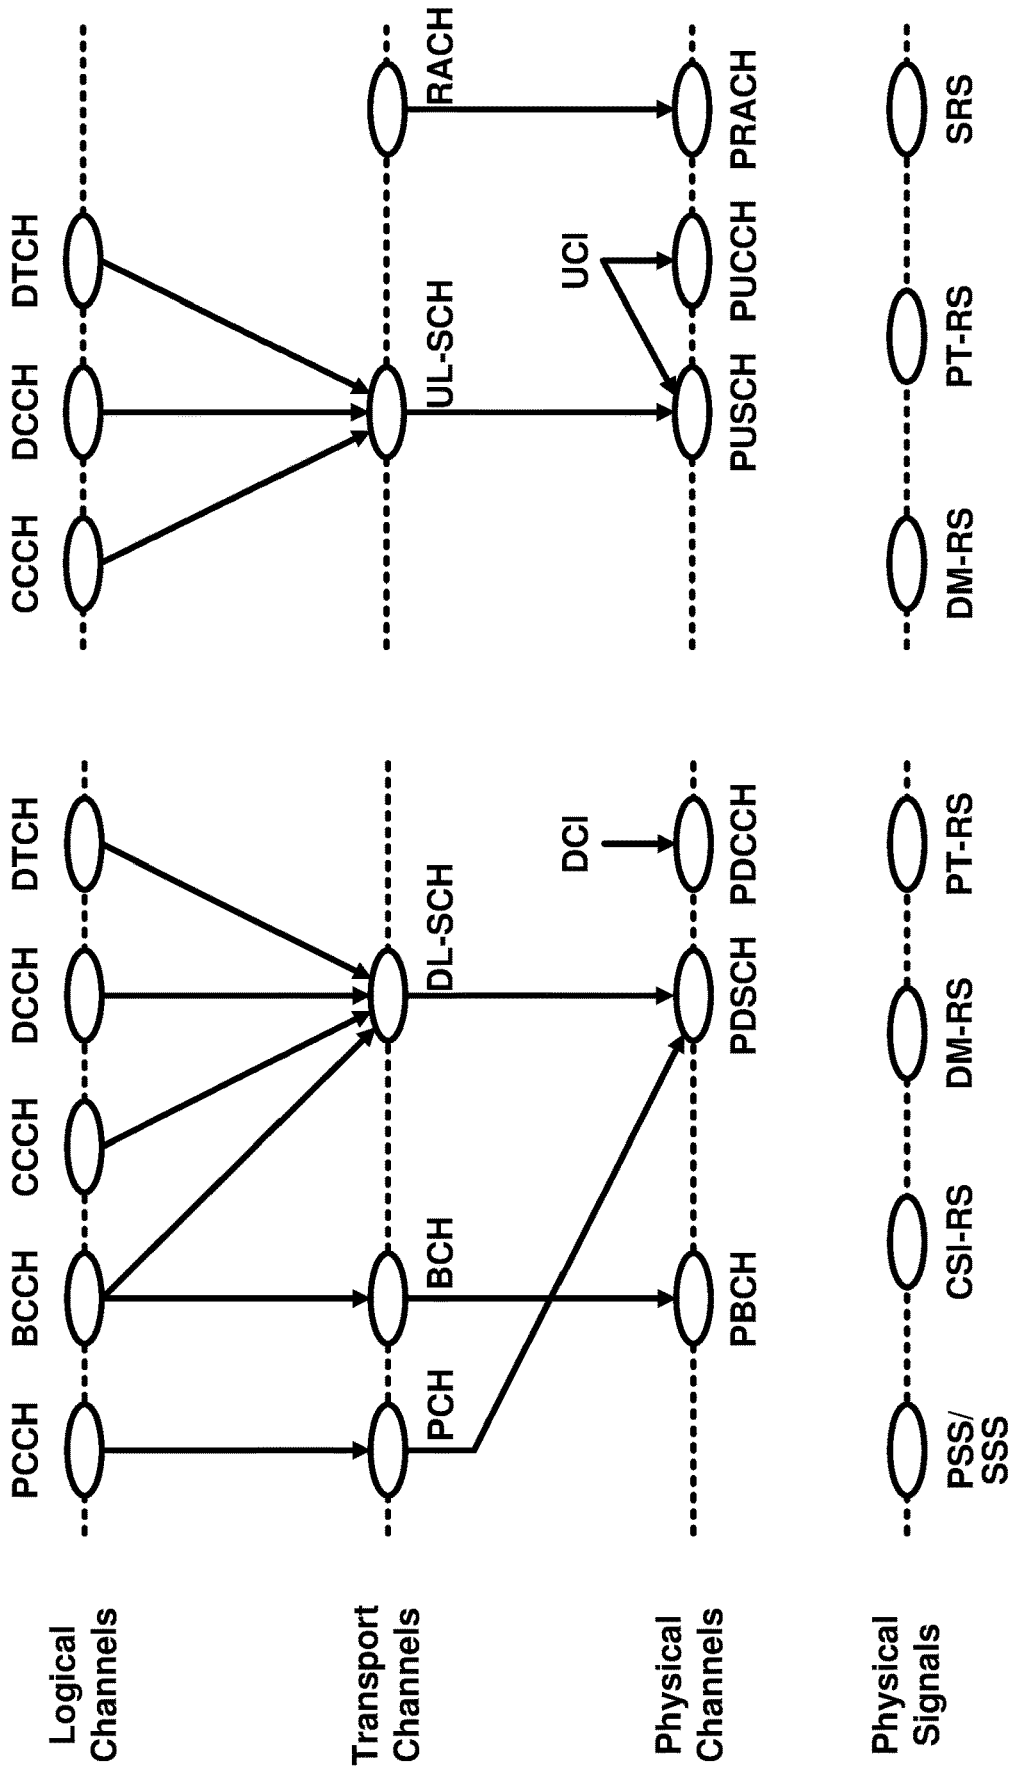 PCCH
BCCH
CCCH
DCCH
DTCH
CCCH
DCCH
DTCH
Logical
Channels
PCH
BCH
DL-SCH
UL-SCH
RACH
Transport
Channels
DCI
UCI
PBCH
PDSCH
PDCCH
PUSCH
PUCCH
PRACH
Physical
Channels
PSS/
SSS
CSI-RS
DM-RS
PT-RS
DM-RS
PT-RS
SRS
Physical
Signals